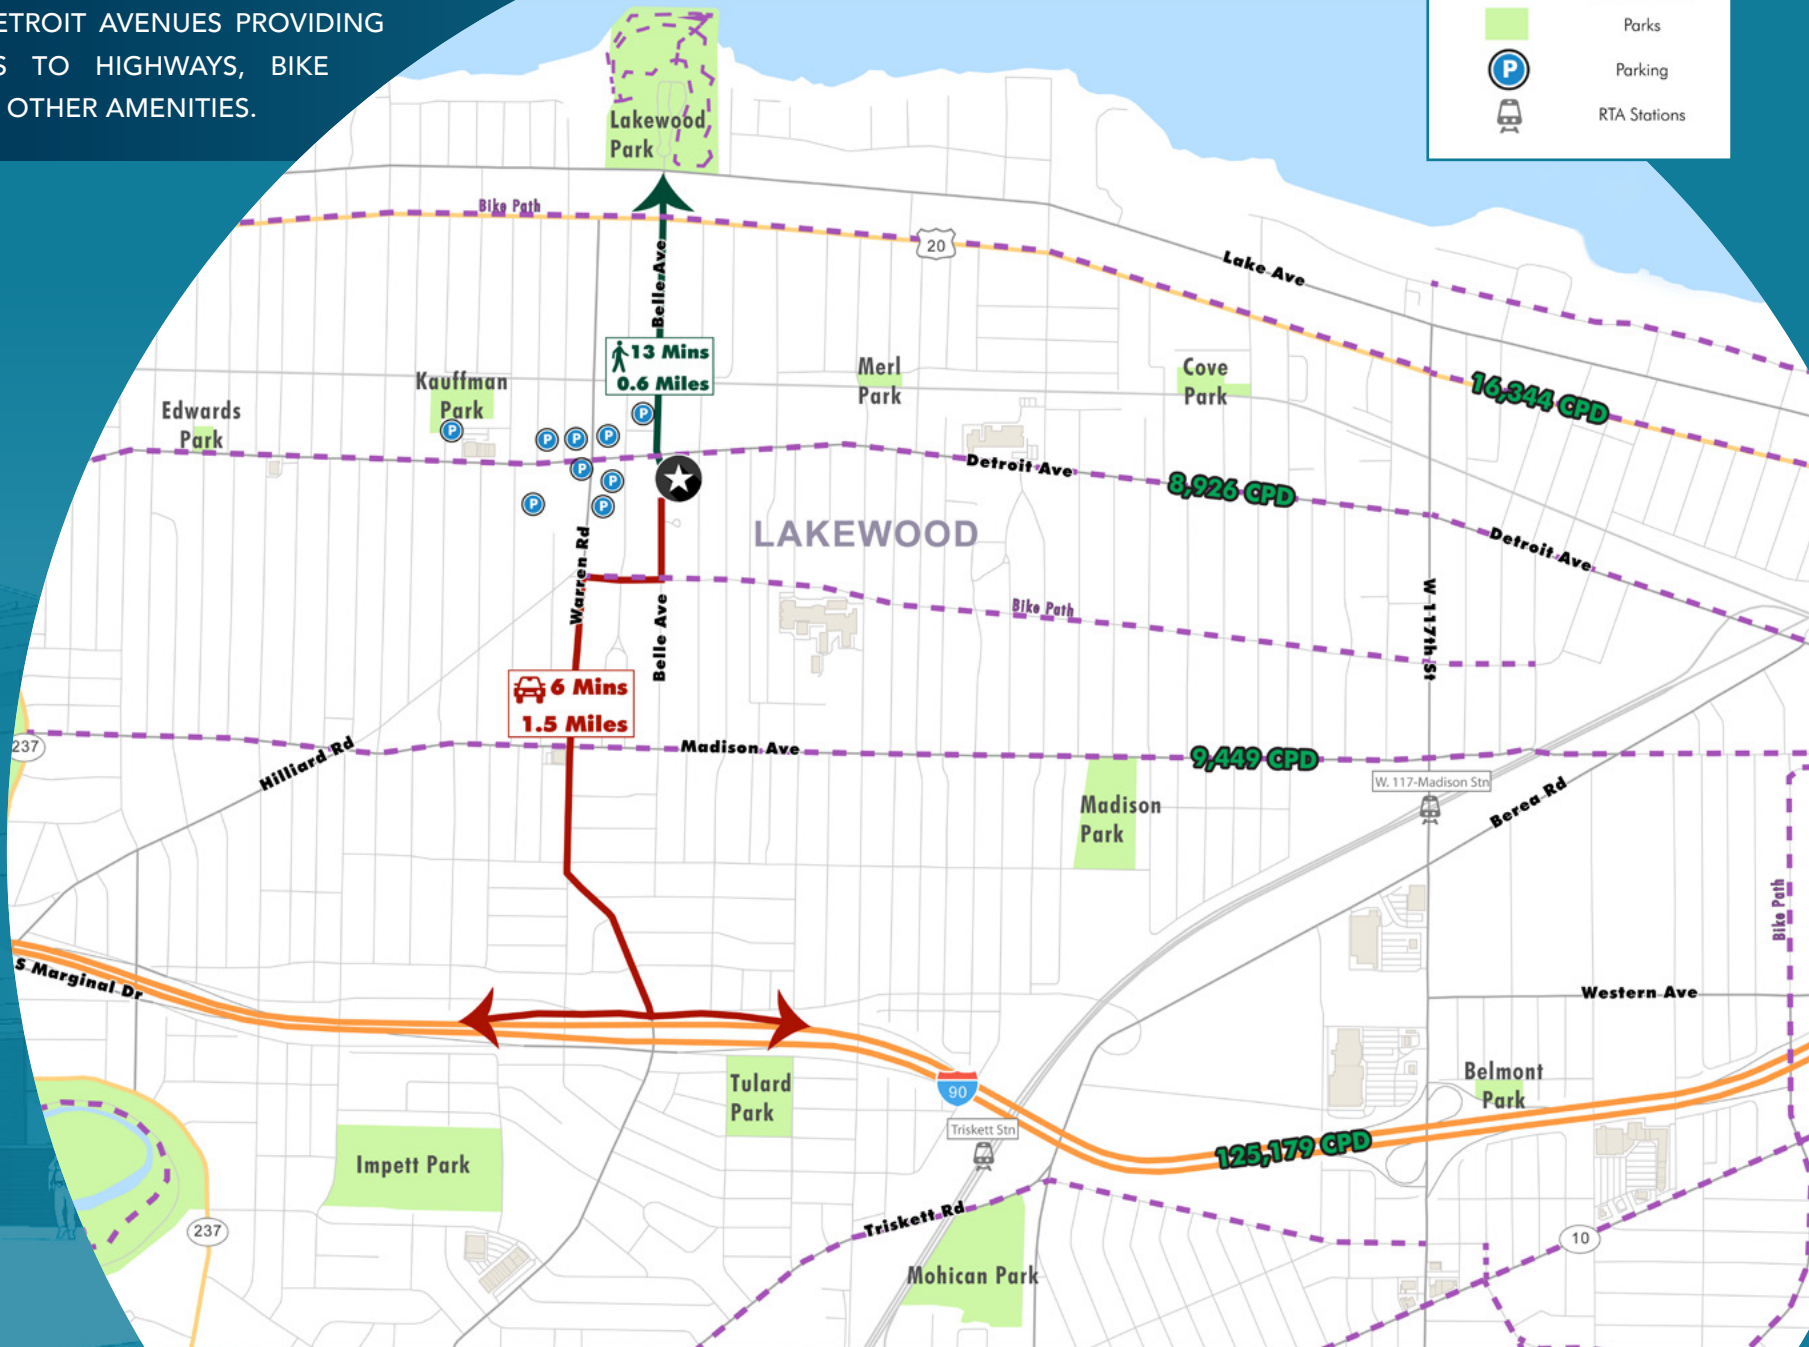 ETROIT AVENUES PROVIDING
S TO HIGHWAYS, BIKE
OTHER AMENITIES.
Parks
P
Parking
RTA Stations
Lakewood
Park
Bike Path
20
Lake Ave
Belle Ave
13 Mins
0.6 Miles
Merl
Park
Cove
Park
16,344 CPD
Kauffman
Park
Edwards
Park
P
P
P
P
P
P
P
P
P
Detroit Ave
8,926 CPD
LAKEWOOD
Detroit Ave
Warren Rd
Belle Ave
Bike Path
W 117th St
6 Mins
1.5 Miles
237
Hilliard Rd
Madison Ave
9,449 CPD
W. 117-Madison Stn
Berea Rd
Madison
Park
Bike Path
S Marginal Dr
Western Ave
Tulard
Park
90
Belmont
Park
Triskett Stn
125,179 CPD
Impett Park
237
Triskett Rd
10
Mohican Park